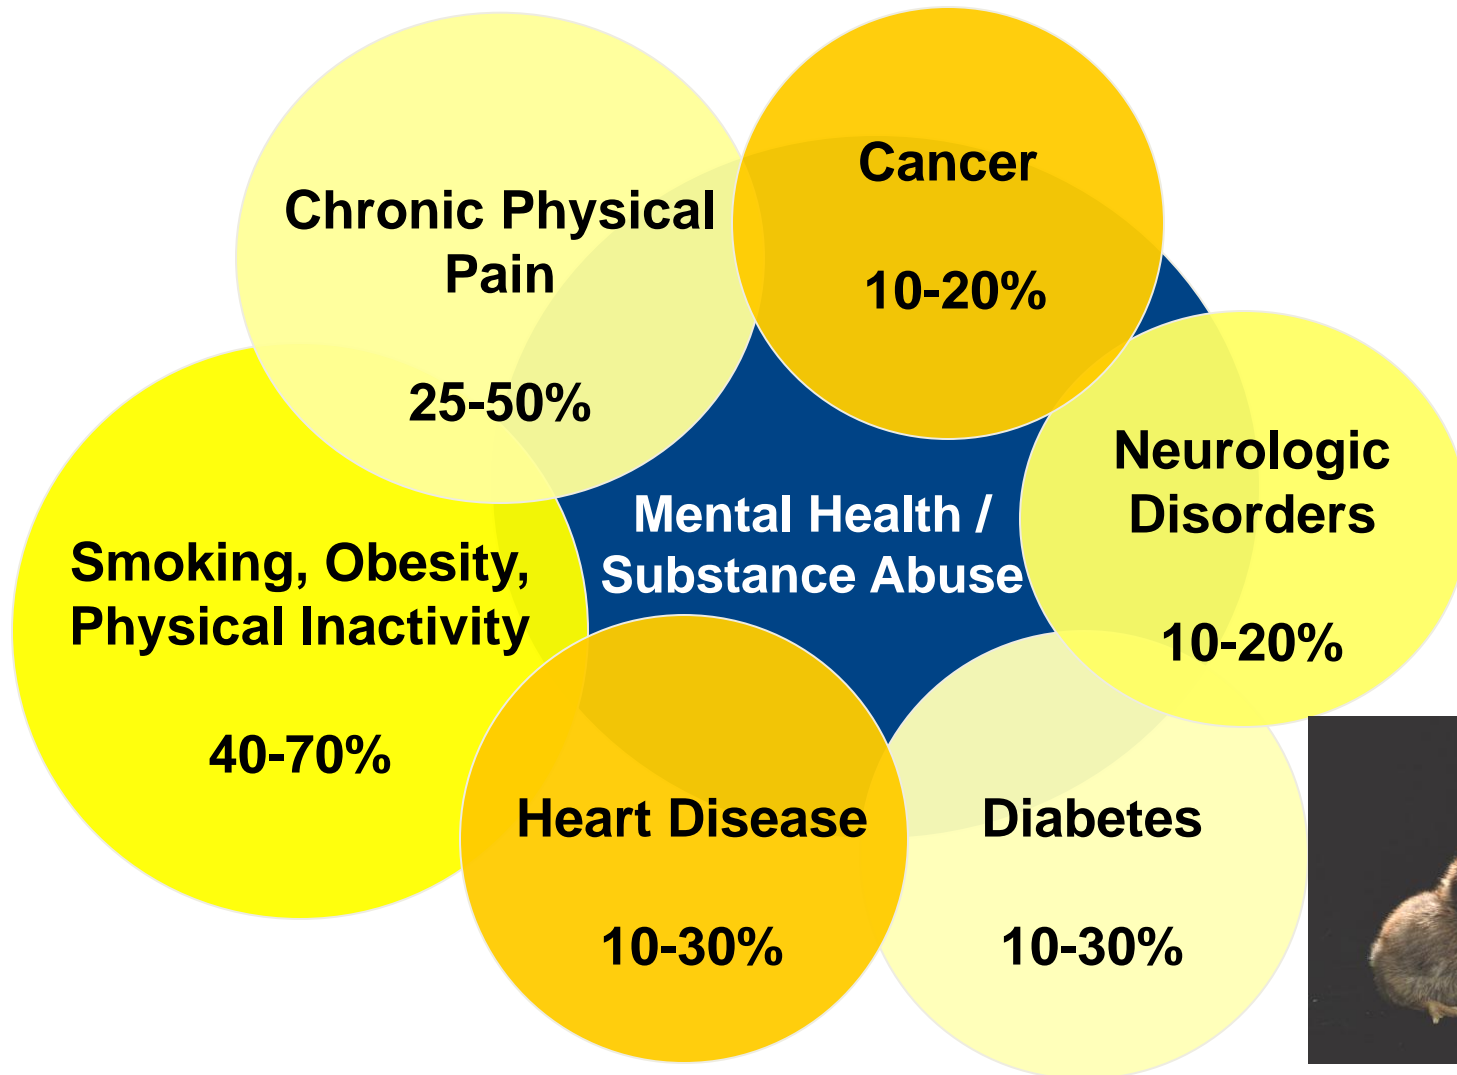 Cancer
10-20%
Chronic Physical
Pain
25-50%
Neurologic
Disorders
10-20%
Mental Health /
Substance Abuse
Smoking, Obesity,
Physical Inactivity
40-70%
Heart Disease
10-30%
Diabetes
10-30%